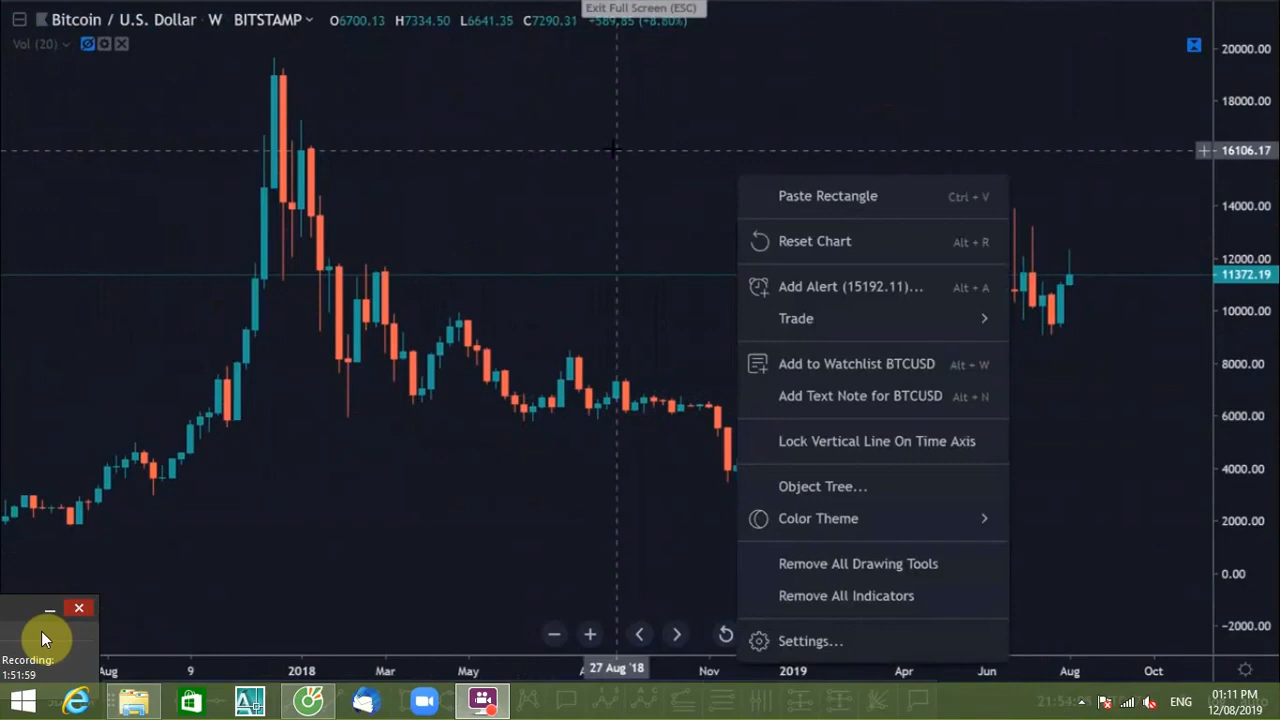 Exit Full Screen (ESC)
Bitcoin / U.S. Dollar W BITSTAMP O6700.13 H7334.50 L6641.35 C7290.31 +589.85 (+8.80%)
Vol (20)
20000.00
18000.00
16106.17
14000.00
12000.00
11372.19
10000.00
8000.00
6000.00
4000.00
2000.00
0.00
−2000.00
Paste Rectangle Ctrl + V
Reset Chart Alt + R
Add Alert (15192.11)... Alt + A
Trade
Add to Watchlist BTCUSD Alt + W
Add Text Note for BTCUSD Alt + N
Lock Vertical Line On Time Axis
Object Tree...
Color Theme
Remove All Drawing Tools
Remove All Indicators
Settings...
Recording:
1:51:59
Aug 9 2018 Mar 27 Aug '18 Nov 2019 Apr Jun Aug Oct
ENG
01:11 PM
12/08/2019